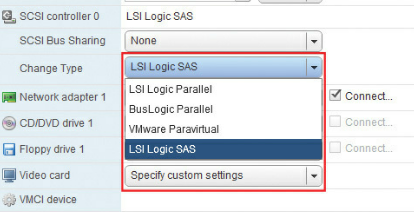 SCSI controller 0 LSI Logic SAS
SCSI Bus Sharing None
Change Type LSI Logic SAS
LSI Logic Parallel
Network adapter 1 Connect...
BusLogic Parallel
CD/DVD drive 1 Connect...
VMware Paravirtual
Floppy drive 1 LSI Logic SAS Connect...
Video card Specify custom settings
VMCI device